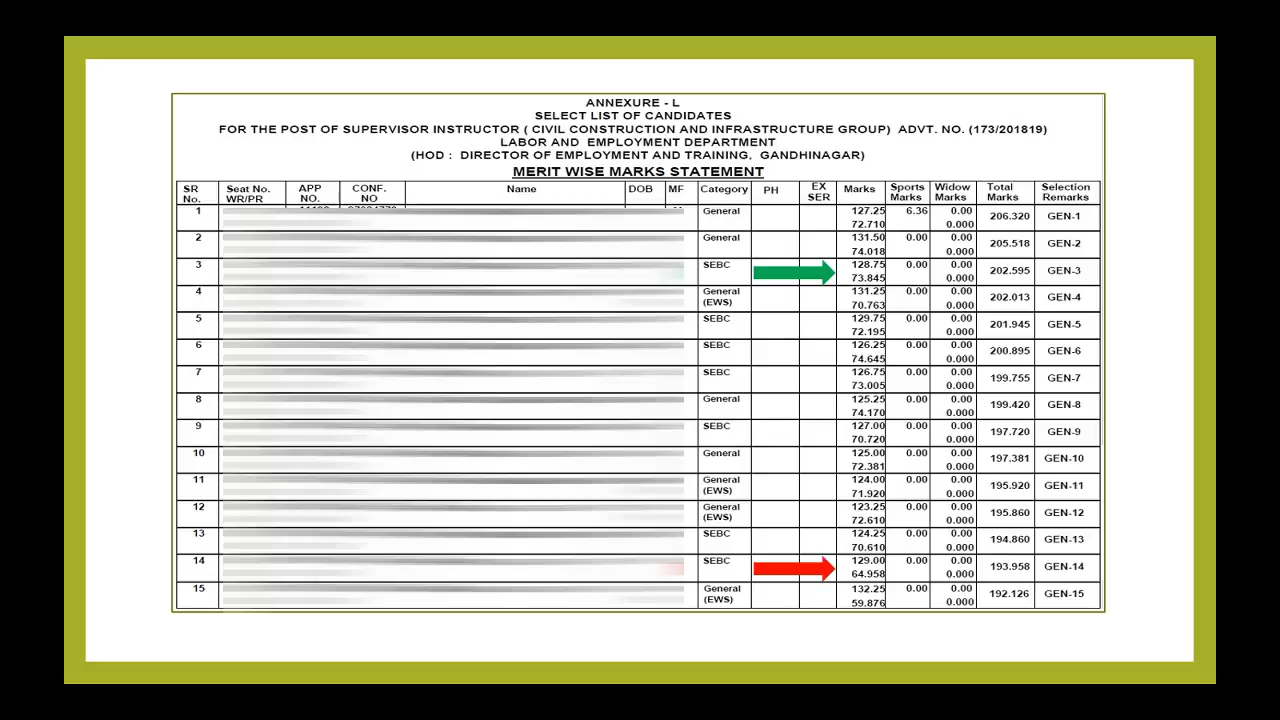 ANNEXURE - L
SELECT LIST OF CANDIDATES
FOR THE POST OF SUPERVISOR INSTRUCTOR ( CIVIL CONSTRUCTION AND INFRASTRUCTURE GROUP) ADVT. NO. (173/201819)
LABOR AND EMPLOYMENT DEPARTMENT
(HOD : DIRECTOR OF EMPLOYMENT AND TRAINING, GANDHINAGAR)
MERIT WISE MARKS STATEMENT
SR No. Seat No. WR/PR APP NO. CONF. NO Name DOB MF Category PH EX SER Marks Sports Marks Widow Marks Total Marks Selection Remarks
1 General 127.25 6.36 0.00 206.320 GEN-1
72.710 0.000
2 General 131.50 0.00 0.00 205.518 GEN-2
74.018 0.000
3 SEBC 128.75 0.00 0.00 202.595 GEN-3
73.845 0.000
4 General (EWS) 131.25 0.00 0.00 202.013 GEN-4
70.763 0.000
5 SEBC 129.75 0.00 0.00 201.945 GEN-5
72.195 0.000
6 SEBC 126.25 0.00 0.00 200.895 GEN-6
74.645 0.000
7 SEBC 126.75 0.00 0.00 199.755 GEN-7
73.005 0.000
8 General 125.25 0.00 0.00 199.420 GEN-8
74.170 0.000
9 SEBC 127.00 0.00 0.00 197.720 GEN-9
70.720 0.000
10 General 125.00 0.00 0.00 197.381 GEN-10
72.381 0.000
11 General (EWS) 124.00 0.00 0.00 195.920 GEN-11
71.920 0.000
12 General (EWS) 123.25 0.00 0.00 195.860 GEN-12
72.610 0.000
13 SEBC 124.25 0.00 0.00 194.860 GEN-13
70.610 0.000
14 SEBC 129.00 0.00 0.00 193.958 GEN-14
64.958 0.000
15 General (EWS) 132.25 0.00 0.00 192.126 GEN-15
59.876 0.000